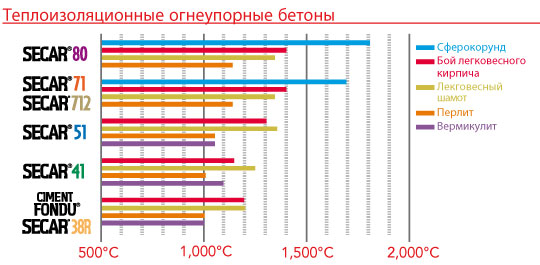 Теплоизоляционные огнеупорные бетоны
SECAR®80
SECAR®71
SECAR®712
SECAR®51
SECAR®41
CIMENT
FONDU®
SECAR®38R
500°C
1,000°C
1,500°C
2,000°C
Сферокорунд
Бой легковесного
кирпича
Лекговесный
шамот
Перлит
Вермикулит